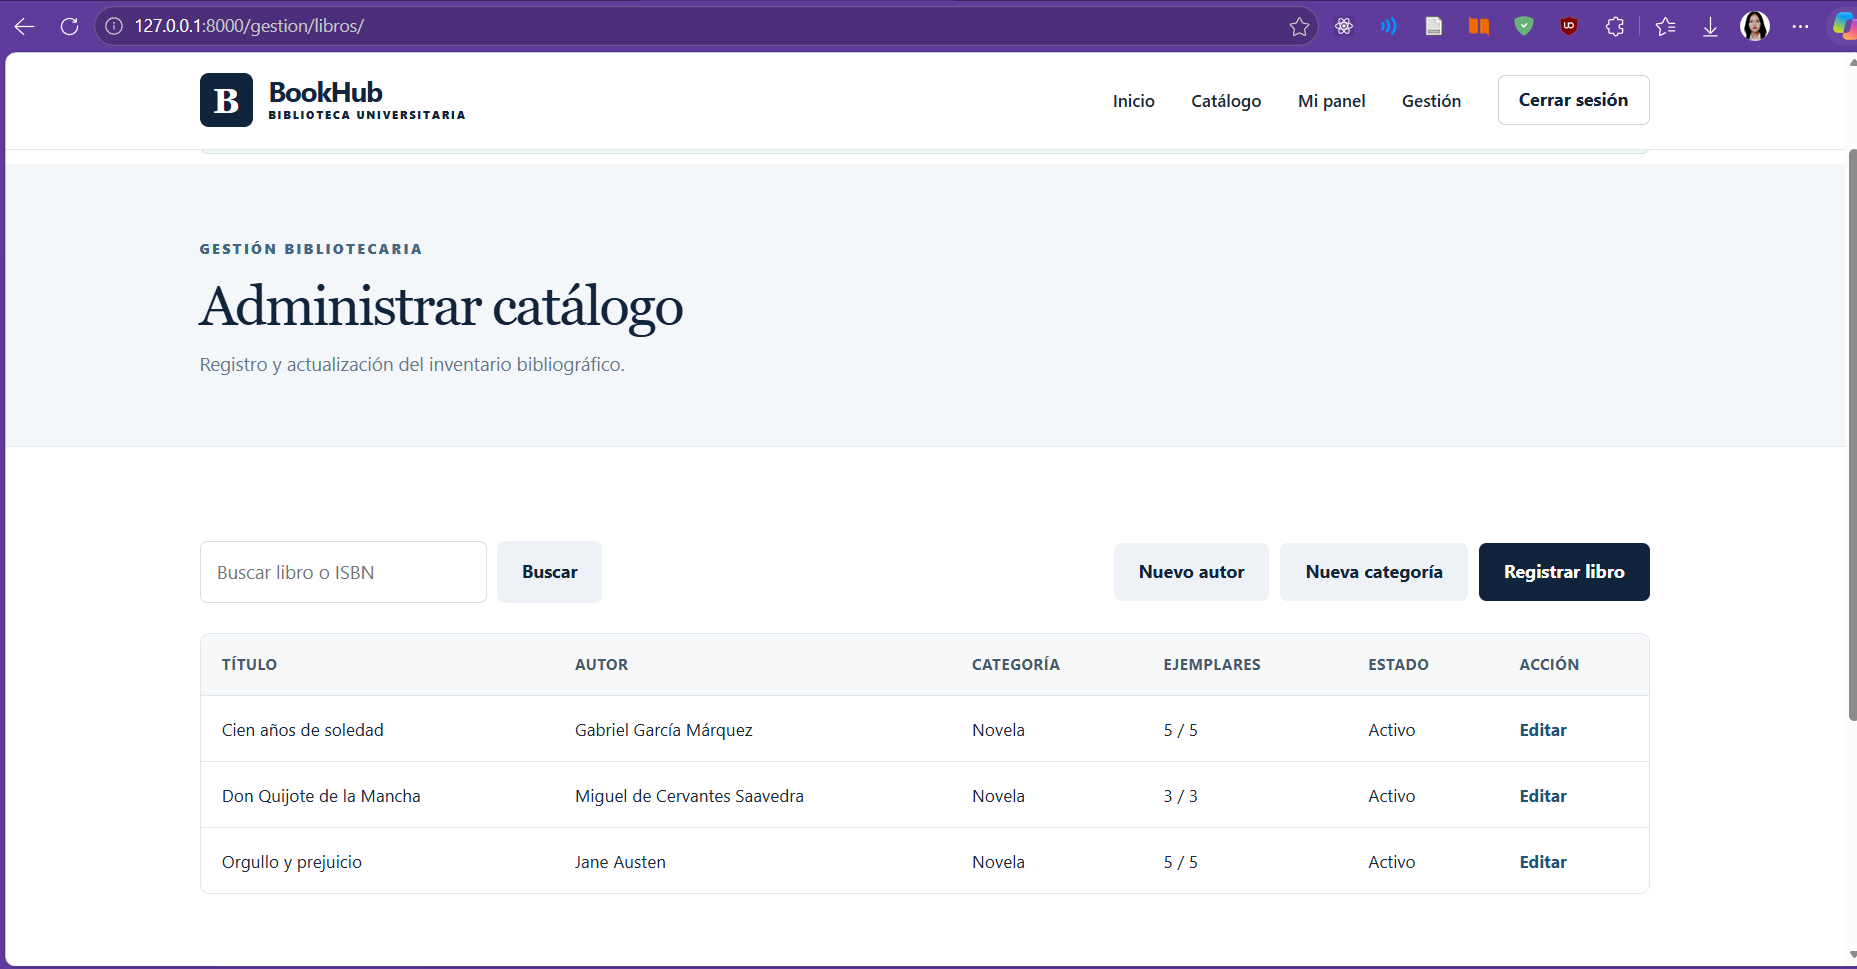 127.0.0.1:8000/gestion/libros/
B
BookHub
BIBLIOTECA UNIVERSITARIA
Inicio Catálogo Mi panel Gestión Cerrar sesión
GESTIÓN BIBLIOTECARIA
Administrar catálogo
Registro y actualización del inventario bibliográfico.
Buscar libro o ISBN Buscar Nuevo autor Nueva categoría Registrar libro
TÍTULO AUTOR CATEGORÍA EJEMPLARES ESTADO ACCIÓN
Cien años de soledad Gabriel García Márquez Novela 5 / 5 Activo Editar
Don Quijote de la Mancha Miguel de Cervantes Saavedra Novela 3 / 3 Activo Editar
Orgullo y prejuicio Jane Austen Novela 5 / 5 Activo Editar